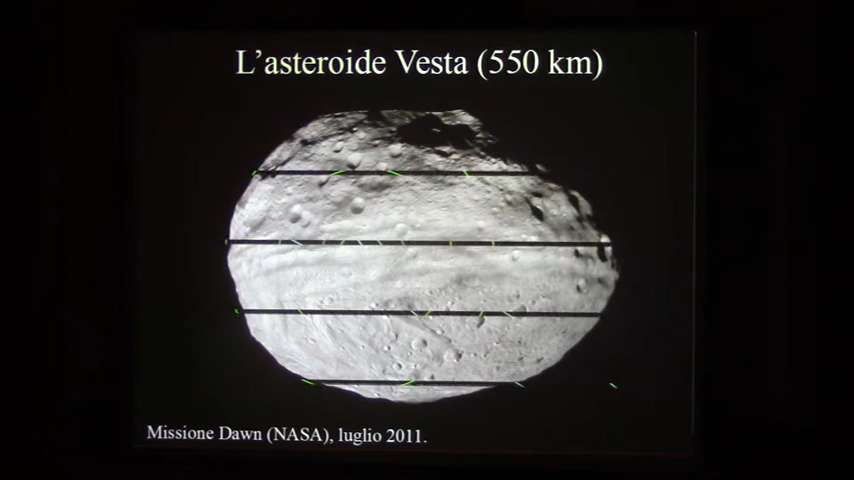 L'asteroide Vesta (550 km)
Missione Dawn (NASA), luglio 2011.